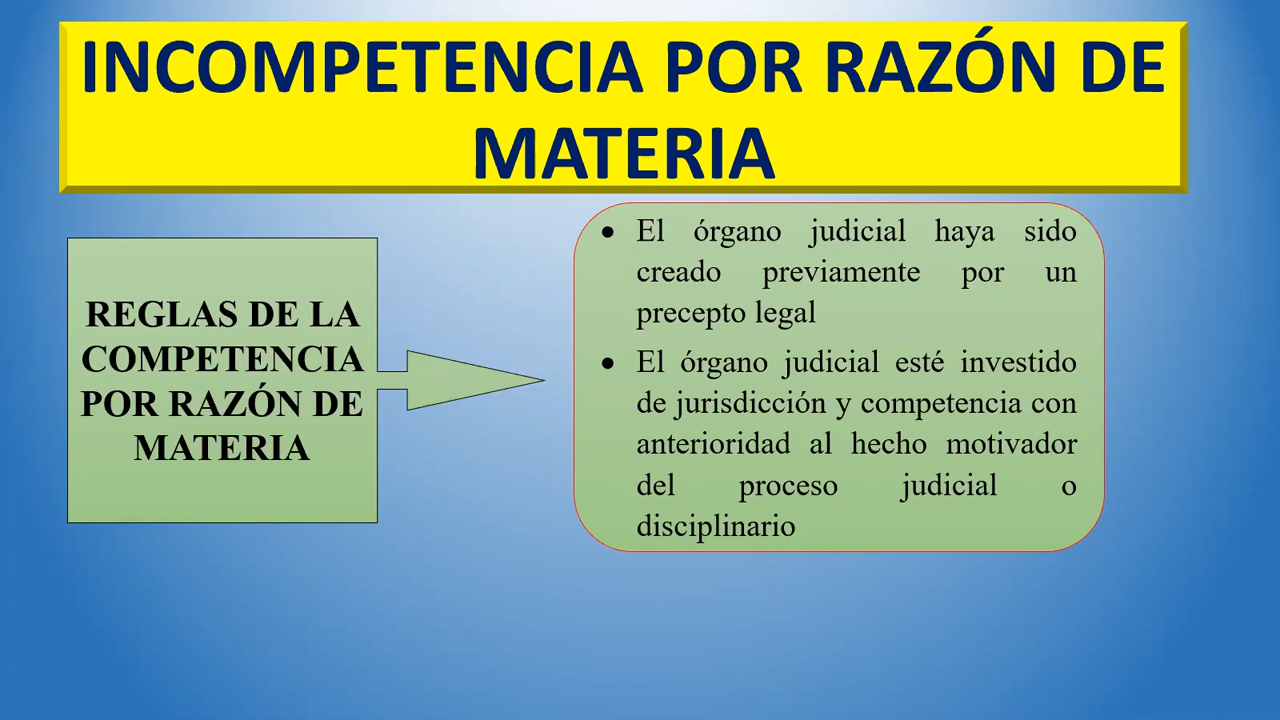 INCOMPETENCIA POR RAZÓN DE
MATERIA
REGLAS DE LA
COMPETENCIA
POR RAZÓN DE
MATERIA
• El órgano judicial haya sido
creado previamente por un
precepto legal
• El órgano judicial esté investido
de jurisdicción y competencia con
anterioridad al hecho motivador
del proceso judicial o
disciplinario